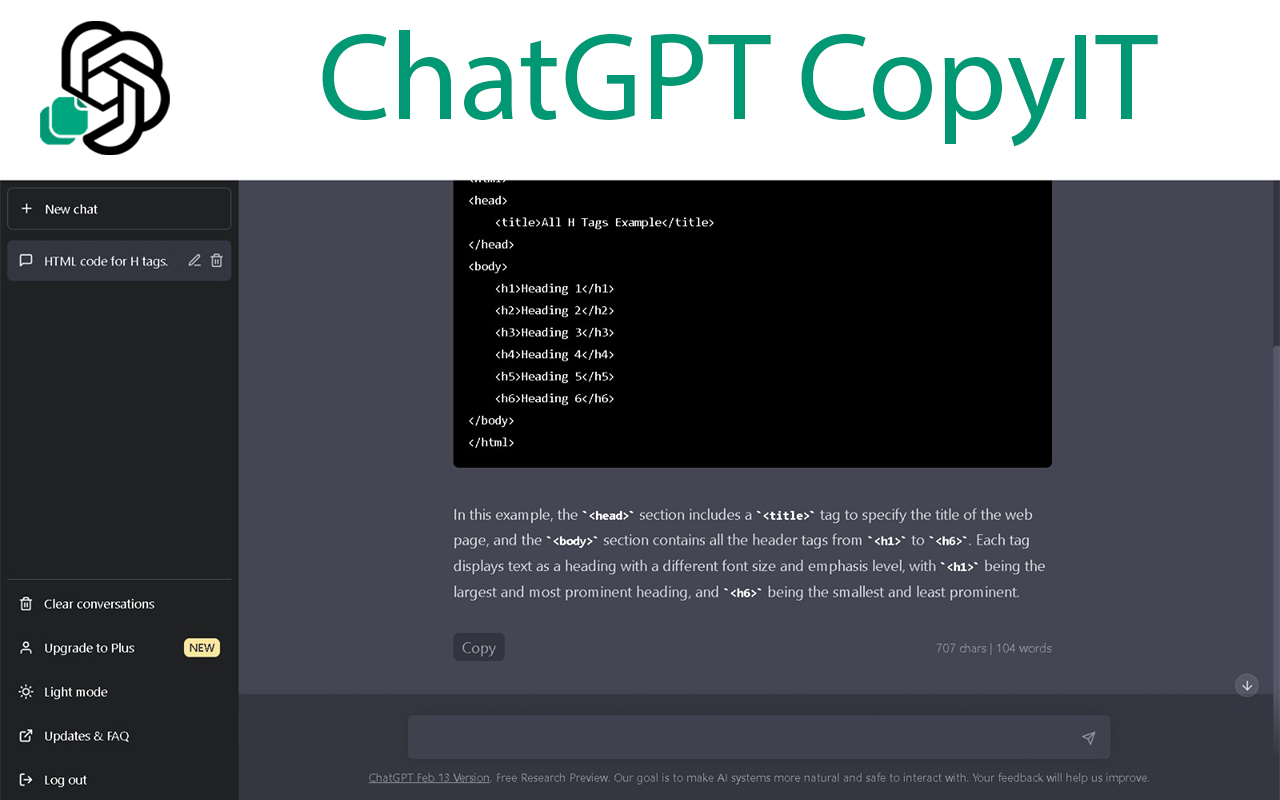 ChatGPT CopyIT
New chat
HTML code for H tags.
<html>
<head>
    <title>All H Tags Example</title>
</head>
<body>
    <h1>Heading 1</h1>
    <h2>Heading 2</h2>
    <h3>Heading 3</h3>
    <h4>Heading 4</h4>
    <h5>Heading 5</h5>
    <h6>Heading 6</h6>
</body>
</html>
In this example, the `<head>` section includes a `<title>` tag to specify the title of the web
page, and the `<body>` section contains all the header tags from `<h1>` to `<h6>`. Each tag
displays text as a heading with a different font size and emphasis level, with `<h1>` being the
largest and most prominent heading, and `<h6>` being the smallest and least prominent.
Copy
707 chars | 104 words
Clear conversations
Upgrade to Plus NEW
Light mode
Updates & FAQ
Log out
ChatGPT Feb 13 Version. Free Research Preview. Our goal is to make AI systems more natural and safe to interact with. Your feedback will help us improve.